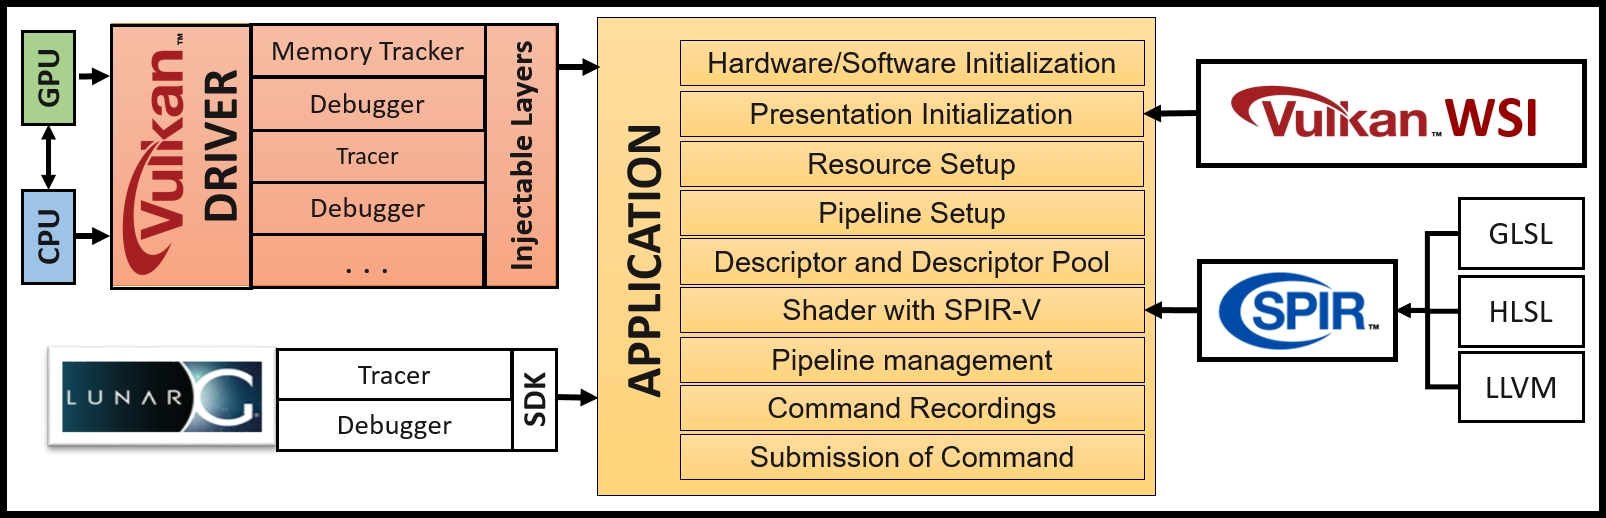 GPU
CPU
Vulkan™
DRIVER
Memory Tracker
Debugger
Tracer
Debugger
. . .
Injectable Layers
LUNARG®
Tracer
Debugger
SDK
APPLICATION
Hardware/Software Initialization
Presentation Initialization
Resource Setup
Pipeline Setup
Descriptor and Descriptor Pool
Shader with SPIR-V
Pipeline management
Command Recordings
Submission of Command
Vulkan™ WSI
SPIR™
GLSL
HLSL
LLVM